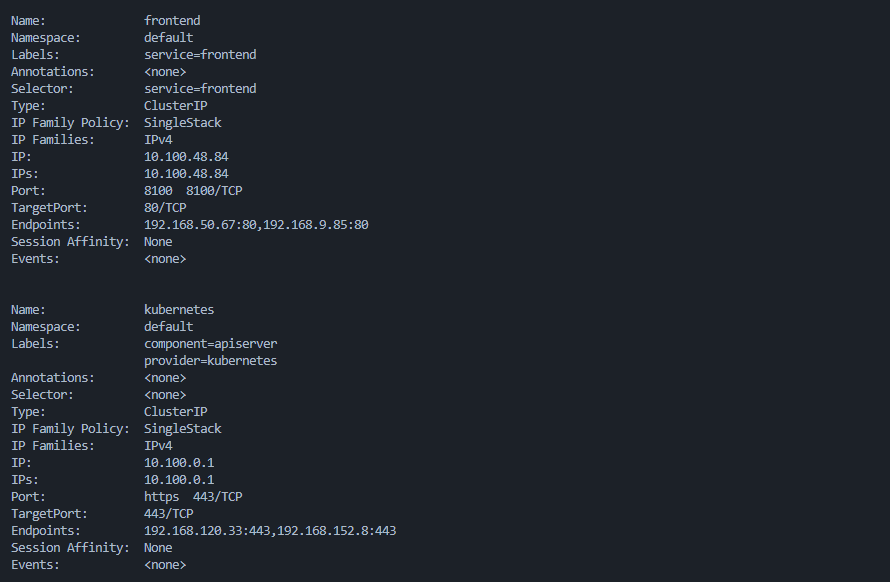 Name:              frontend
Namespace:         default
Labels:            service=frontend
Annotations:       <none>
Selector:          service=frontend
Type:              ClusterIP
IP Family Policy:  SingleStack
IP Families:       IPv4
IP:                10.100.48.84
IPs:               10.100.48.84
Port:              8100  8100/TCP
TargetPort:        80/TCP
Endpoints:         192.168.50.67:80,192.168.9.85:80
Session Affinity:  None
Events:            <none>
Name:              kubernetes
Namespace:         default
Labels:            component=apiserver
                   provider=kubernetes
Annotations:       <none>
Selector:          <none>
Type:              ClusterIP
IP Family Policy:  SingleStack
IP Families:       IPv4
IP:                10.100.0.1
IPs:               10.100.0.1
Port:              https  443/TCP
TargetPort:        443/TCP
Endpoints:         192.168.120.33:443,192.168.152.8:443
Session Affinity:  None
Events:            <none>